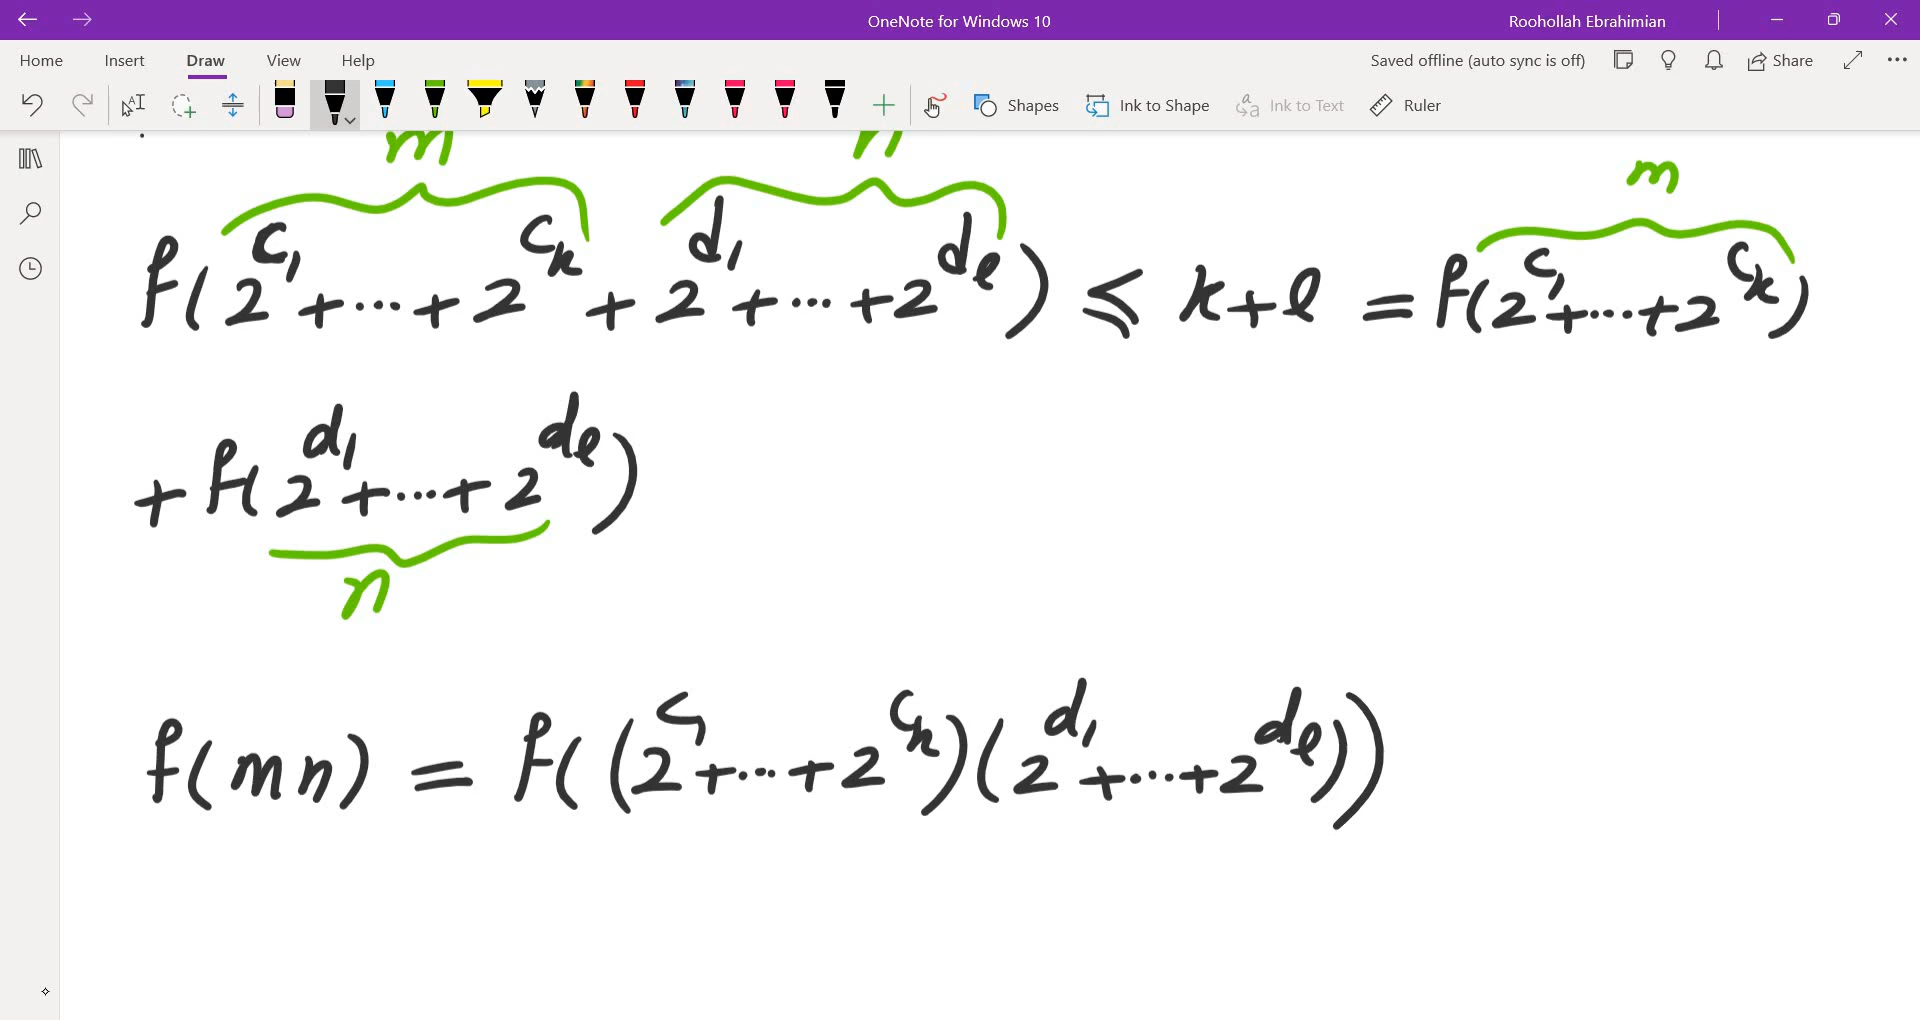 OneNote for Windows 10 Roohollah Ebrahimian
Home Insert Draw View Help Saved offline (auto sync is off) Share
Shapes Ink to Shape Ink to Text Ruler
m n m
f(2^{c_1}+...+2^{c_k}+2^{d_1}+...+2^{d_ℓ}) ⩽ k+ℓ = f(2^{c_1}+...+2^{c_k})
+ f(2^{d_1}+...+2^{d_ℓ})
n
f(mn) = f((2^{c_1}+...+2^{c_k})(2^{d_1}+...+2^{d_ℓ}))